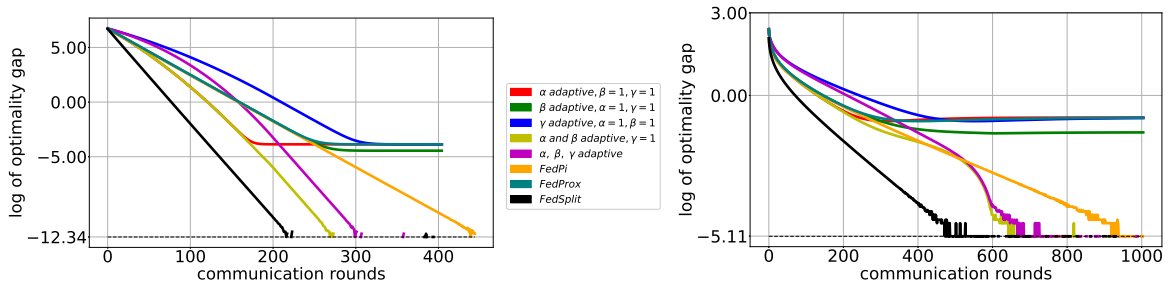 log of optimality gap
5.00
0.00
−5.00
−12.34
0
100
200
300
400
communication rounds
α adaptive, β = 1, γ = 1
β adaptive, α = 1, γ = 1
γ adaptive, α = 1, β = 1
α and β adaptive, γ = 1
α, β, γ adaptive
FedPi
FedProx
FedSplit
log of optimality gap
3.00
0.00
−5.11
0
200
400
600
800
1000
communication rounds